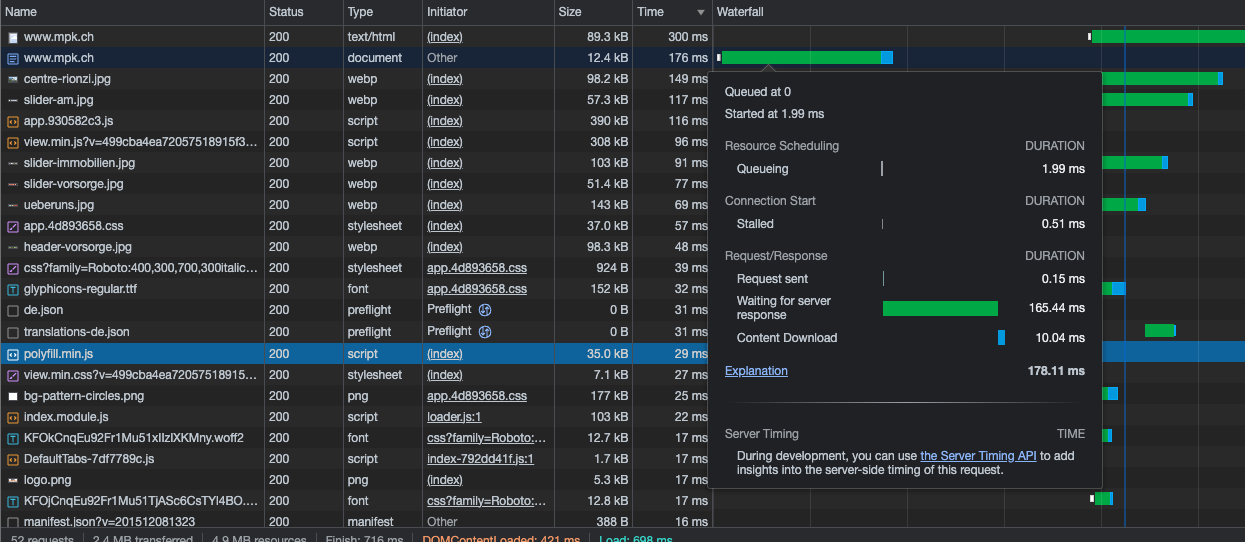 Name Status Type Initiator Size Time Waterfall
www.mpk.ch 200 text/html (index) 89.3 kB 300 ms
www.mpk.ch 200 document Other 12.4 kB 176 ms
centre-rionzi.jpg 200 webp (index) 98.2 kB 149 ms
slider-am.jpg 200 webp (index) 57.3 kB 117 ms
app.930582c3.js 200 script (index) 390 kB 116 ms
view.min.js?v=499cba4ea72057518915f3... 200 script (index) 308 kB 96 ms
slider-immobilien.jpg 200 webp (index) 103 kB 91 ms
slider-vorsorge.jpg 200 webp (index) 51.4 kB 77 ms
ueberuns.jpg 200 webp (index) 143 kB 69 ms
app.4d893658.css 200 stylesheet (index) 37.0 kB 57 ms
header-vorsorge.jpg 200 webp (index) 98.3 kB 48 ms
css?family=Roboto:400,300,700,300italic... 200 stylesheet app.4d893658.css 924 B 39 ms
glyphicons-regular.ttf 200 font app.4d893658.css 152 kB 32 ms
de.json 200 preflight Preflight 0 B 31 ms
translations-de.json 200 preflight Preflight 0 B 31 ms
polyfill.min.js 200 script (index) 35.0 kB 29 ms
view.min.css?v=499cba4ea72057518915... 200 stylesheet (index) 7.1 kB 27 ms
bg-pattern-circles.png 200 png app.4d893658.css 177 kB 25 ms
index.module.js 200 script loader.js:1 103 kB 22 ms
KFOkCnqEu92Fr1Mu51xIIzIXKMny.woff2 200 font css?family=Roboto:... 12.7 kB 17 ms
DefaultTabs-7df7789c.js 200 script index-792dd41f.js:1 1.7 kB 17 ms
logo.png 200 png (index) 5.3 kB 17 ms
KFOjCnqEu92Fr1Mu51TjASc6CsTYl4BO.... 200 font css?family=Roboto:... 12.8 kB 17 ms
manifest.json?v=201512081323 200 manifest Other 388 B 16 ms
52 requests 2.4 MB transferred 4.9 MB resources Finish: 716 ms DOMContentLoaded: 421 ms Load: 698 ms
Queued at 0
Started at 1.99 ms
Resource Scheduling DURATION
Queueing 1.99 ms
Connection Start DURATION
Stalled 0.51 ms
Request/Response DURATION
Request sent 0.15 ms
Waiting for server
response 165.44 ms
Content Download 10.04 ms
Explanation 178.11 ms
Server Timing TIME
During development, you can use the Server Timing API to add
insights into the server-side timing of this request.